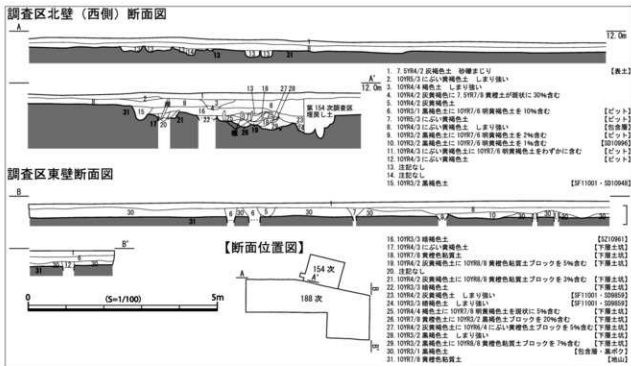 調査区北壁（西側）断面図
A
12.0m
A'
12.0m
第154次調査区
埋戻し土
1. 7.5YR4/2 灰褐色土 砂礫まじり 【表土】
2. 10YR5/3 にぶい黄褐色土 しまり強い
3. 10YR4/4 褐色土 しまり強い
4. 10YR4/2 灰黄褐色土に 7.5YR7/8 黄橙土が斑状に30%含む
5. 10YR4/2 灰黄褐色土
6. 10YR3/1 黒褐色土に 10YR7/6 明黄褐色土を10%含む 【ピット】
7. 10YR5/3 にぶい黄褐色土 【ピット】
8. 10YR4/3 にぶい黄褐色土 しまり強い 【包含層】
9. 10YR3/2 黒褐色土に 10YR7/6 明黄褐色土を2%含む 【ピット】
10. 10YR3/2 黒褐色土に 10YR7/6 明黄褐色土を1%含む 【SD10996】
11. 10YR4/3 にぶい黄褐色土に 10YR7/6 明黄褐色土をわずかに含む 【ピット】
12. 10YR4/3 にぶい黄褐色土 【ピット】
13. 注記なし
14. 注記なし
15. 10YR3/2 黒褐色土 【SF11001・SD10948】
調査区東壁断面図
B
B'
16. 10YR3/3 暗褐色土 【SZ10961】
17. 10YR4/3 にぶい黄褐色土 【下層土坑】
18. 10YR7/8 黄橙色粘質土 【下層土坑】
19. 10YR4/2 灰黄褐色土に 10YR8/8 黄橙色粘質土ブロックを5%含む 【下層土坑】
20. 注記なし
21. 10YR4/2 灰黄褐色土に 10YR8/8 黄橙色粘質土ブロックを3%含む 【下層土坑】
22. 10YR3/3 暗褐色土 【下層土坑】
23. 10YR4/2 灰黄褐色土 しまり強い 【SF11001・SD9859】
24. 10YR3/3 暗褐色土 しまり強い 【SF11001・SD9859】
25. 10YR4/4 褐色土に 10YR7/8 明黄褐色土を斑状に5%含む 【下層土坑】
26. 10YR7/8 黄橙色土に 10YR3/2 黒褐色土ブロックを20%含む 【下層土坑】
27. 10YR4/2 灰黄褐色土に 10YR6/4 にぶい黄橙色土ブロックを5%含む 【下層土坑】
28. 10YR3/2 黒褐色土 しまり強い 【下層土坑】
29. 10YR3/2 黒褐色土に 10YR8/8 黄橙色粘質土ブロックを7%含む 【下層土坑】
30. 10YR3/1 黒褐色土 【包含層・黒ボク】
31. 10YR7/8 黄橙色粘質土 【地山】
【断面位置図】
A
A'
154次
188次
B
B'
0 (S=1/100) 5m